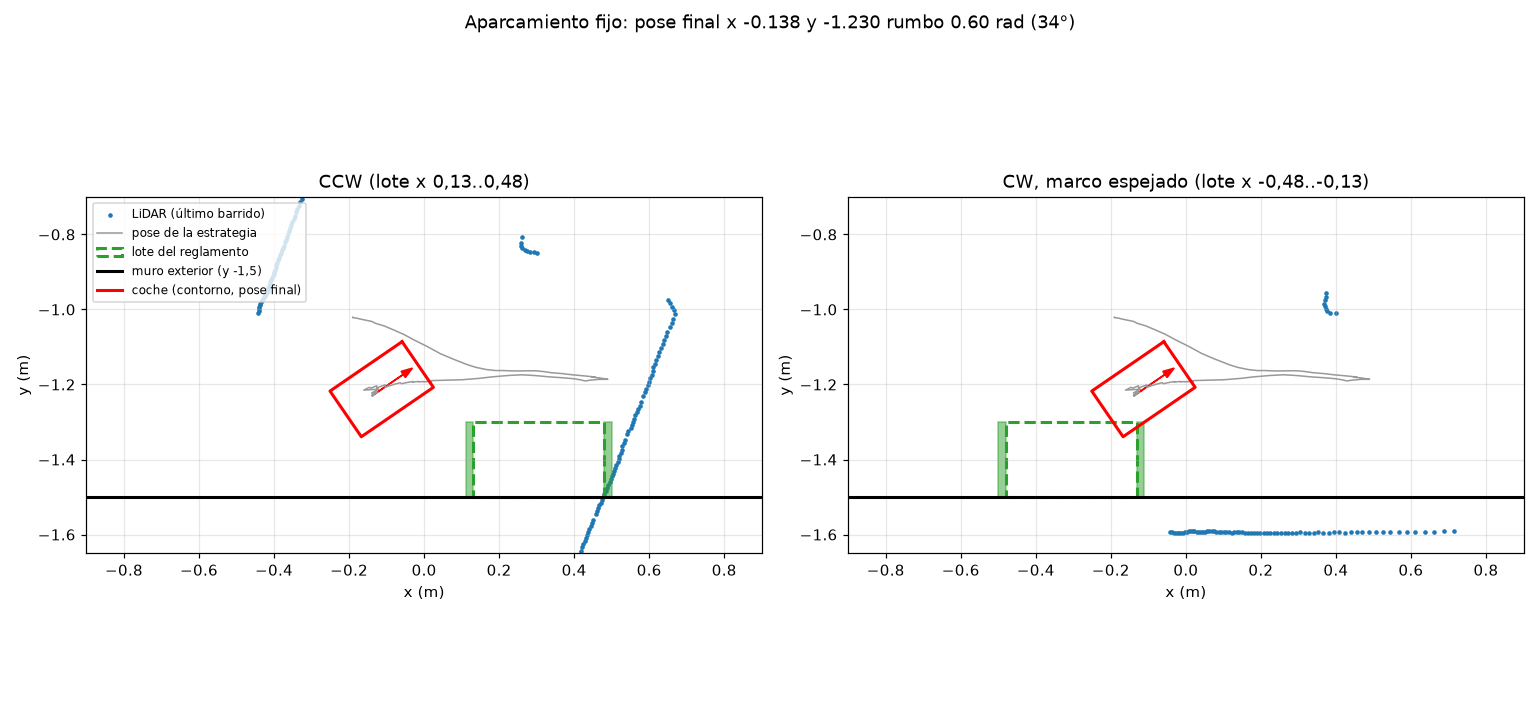 Aparcamiento fijo: pose final x -0.138 y -1.230 rumbo 0.60 rad (34°)
CCW (lote x 0,13..0,48)
LiDAR (último barrido)
pose de la estrategia
lote del reglamento
muro exterior (y -1,5)
coche (contorno, pose final)
−0.8
−1.0
−1.2
−1.4
−1.6
y (m)
−0.8 −0.6 −0.4 −0.2 0.0 0.2 0.4 0.6 0.8
x (m)
CW, marco espejado (lote x -0,48..-0,13)
−0.8
−1.0
−1.2
−1.4
−1.6
y (m)
−0.8 −0.6 −0.4 −0.2 0.0 0.2 0.4 0.6 0.8
x (m)